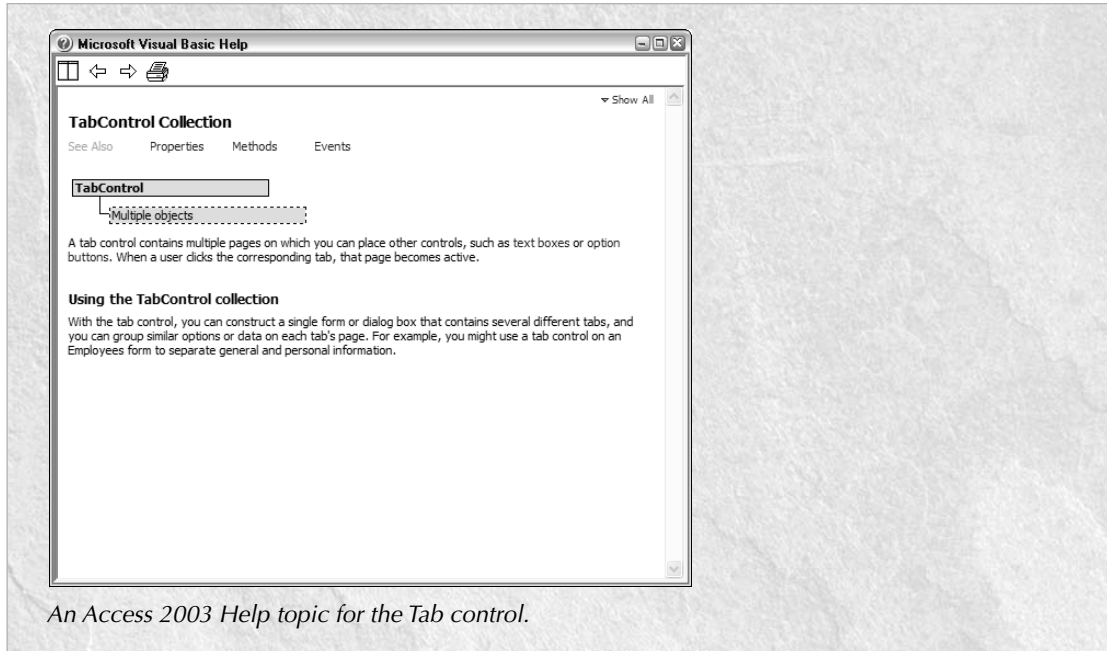 Microsoft Visual Basic Help
Show All
TabControl Collection
See Also Properties Methods Events
TabControl
Multiple objects
A tab control contains multiple pages on which you can place other controls, such as text boxes or option
buttons. When a user clicks the corresponding tab, that page becomes active.
Using the TabControl collection
With the tab control, you can construct a single form or dialog box that contains several different tabs, and
you can group similar options or data on each tab's page. For example, you might use a tab control on an
Employees form to separate general and personal information.
An Access 2003 Help topic for the Tab control.